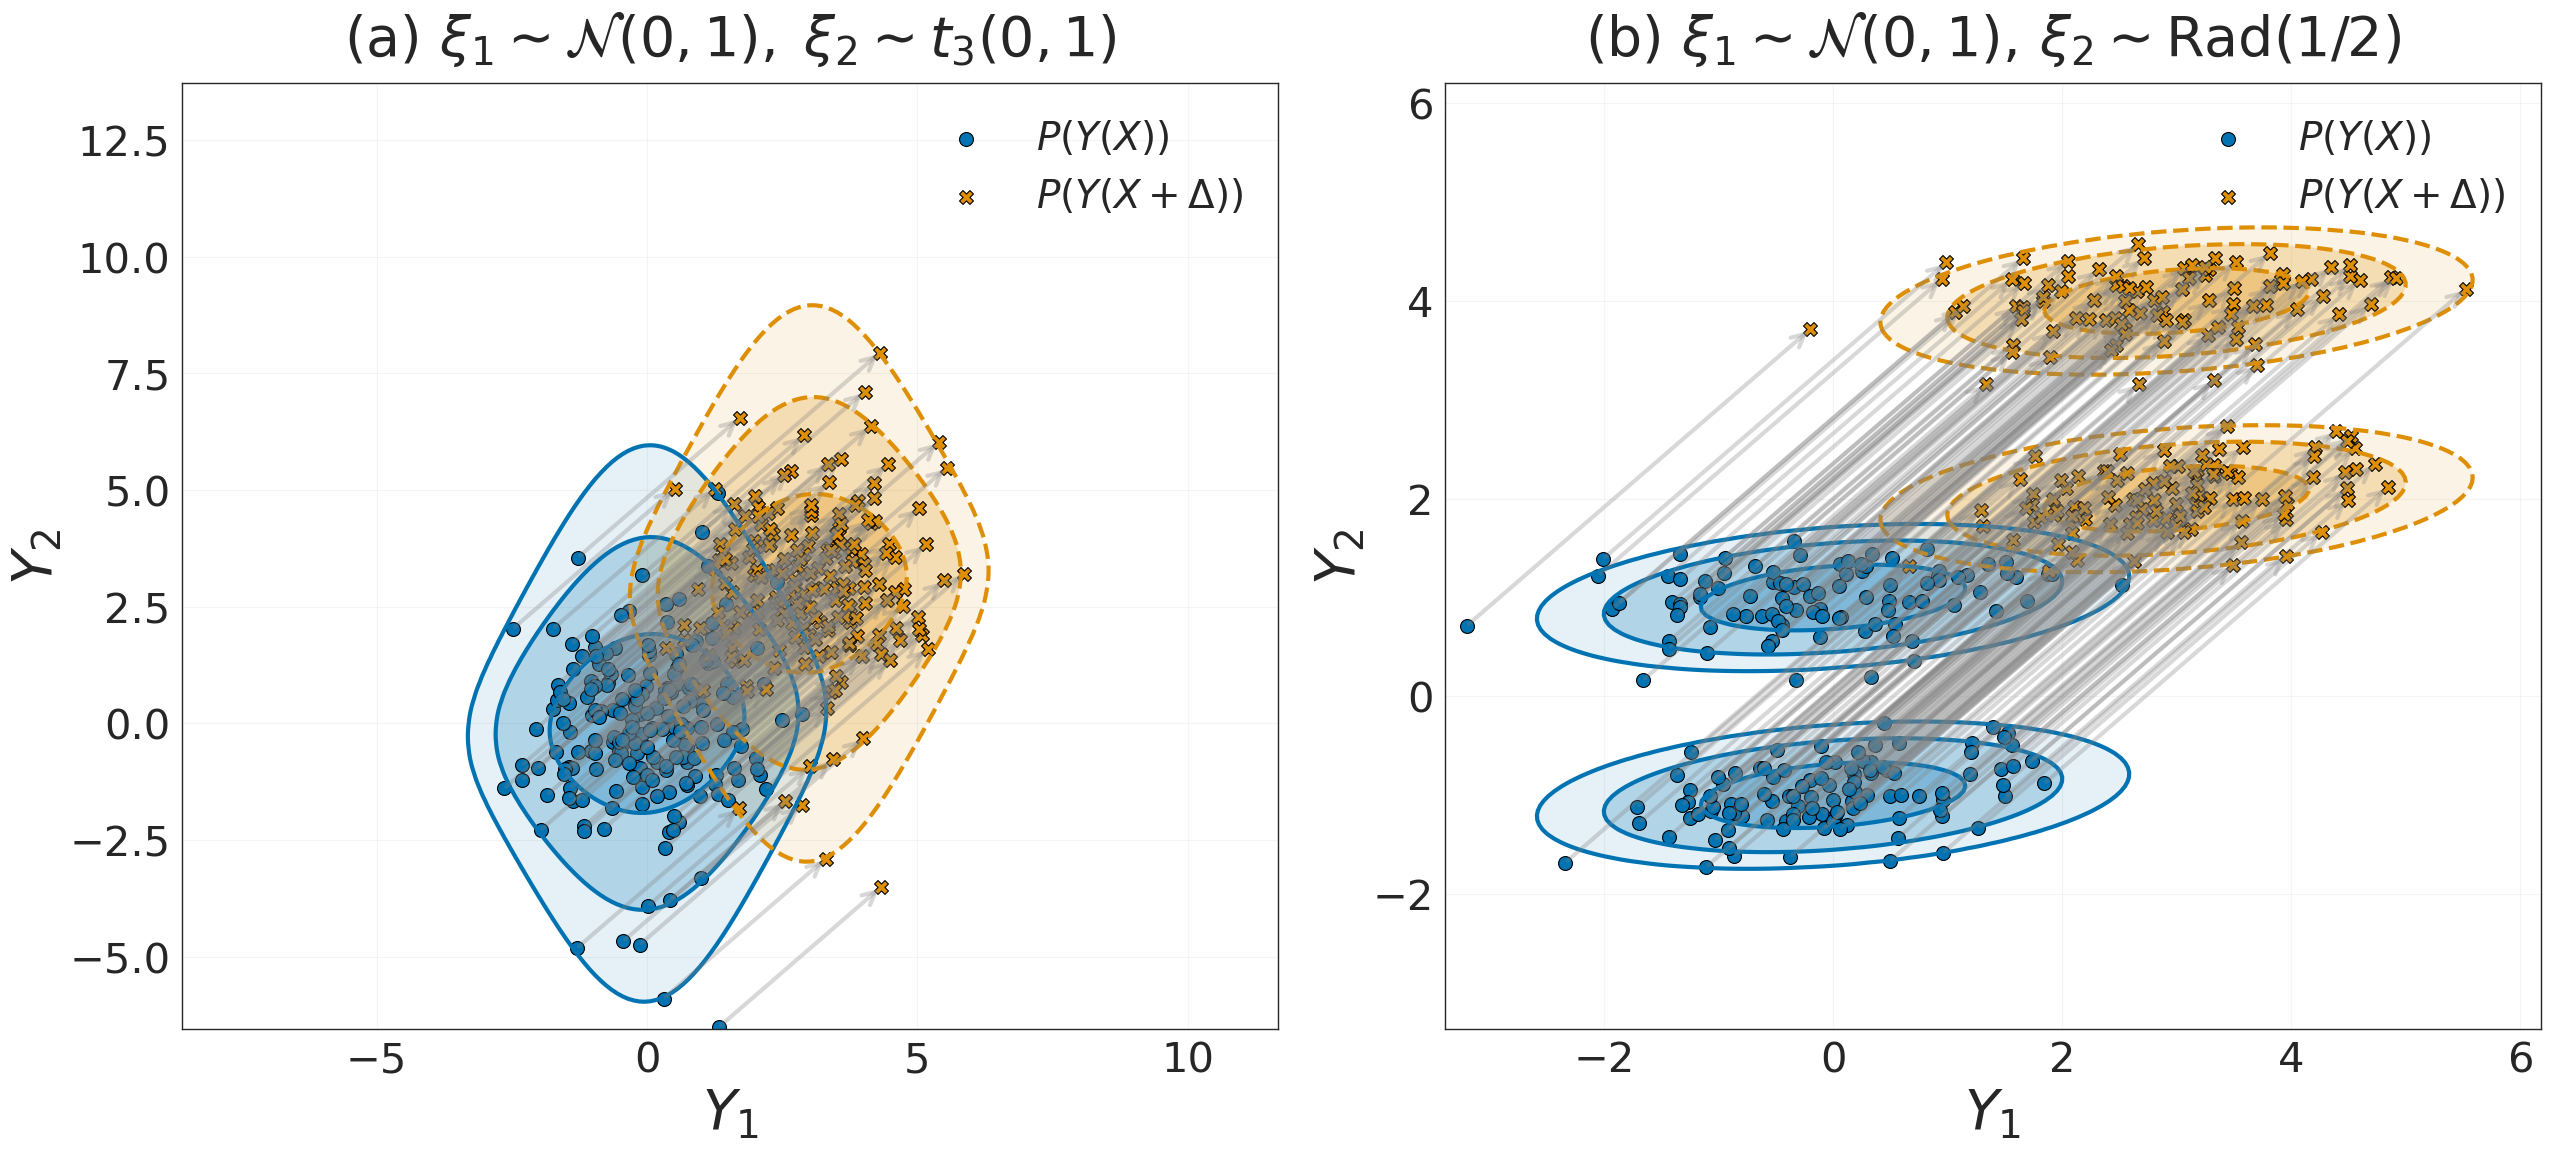 (a) ξ₁ ~ 𝒩(0, 1), ξ₂ ~ t₃(0, 1)
12.5
10.0
7.5
5.0
2.5
0.0
−2.5
−5.0
Y₂
P(Y(X))
P(Y(X + Δ))
−5
0
5
10
Y₁
(b) ξ₁ ~ 𝒩(0, 1), ξ₂ ~ Rad(1/2)
6
4
2
0
−2
Y₂
P(Y(X))
P(Y(X + Δ))
−2
0
2
4
6
Y₁